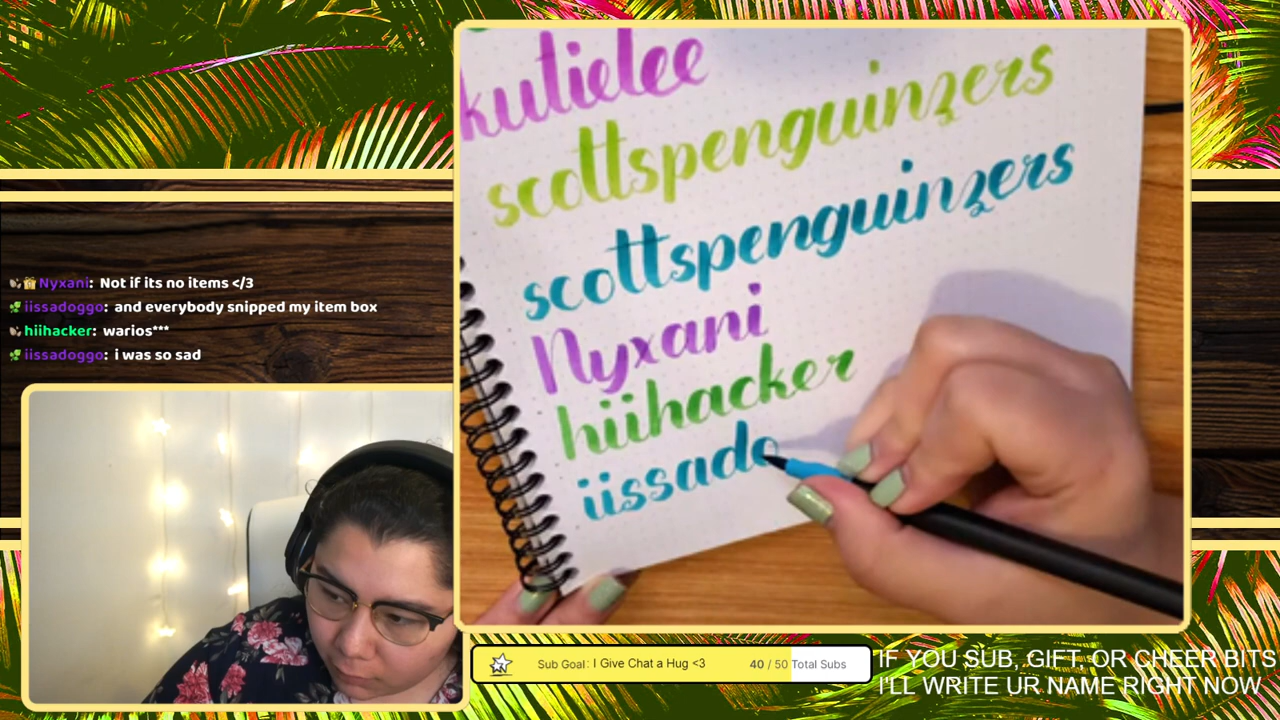 kutielee
scottspenguinzers
scottspenguinzers
Nyxani
hiihacker
iissado
Nyxani: Not if its no items </3
iissadoggo: and everybody snipped my item box
hiihacker: warios***
iissadoggo: i was so sad
Sub Goal: I Give Chat a Hug <3 40 / 50 Total Subs
IF YOU SUB, GIFT, OR CHEER BITS
I'LL WRITE UR NAME RIGHT NOW